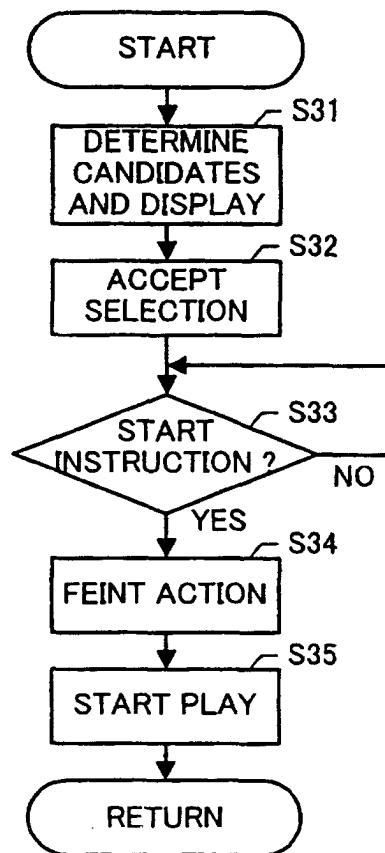 START
S31
DETERMINE
CANDIDATES
AND DISPLAY
S32
ACCEPT
SELECTION
S33
START
INSTRUCTION ?
NO
YES
S34
FEINT ACTION
S35
START PLAY
RETURN